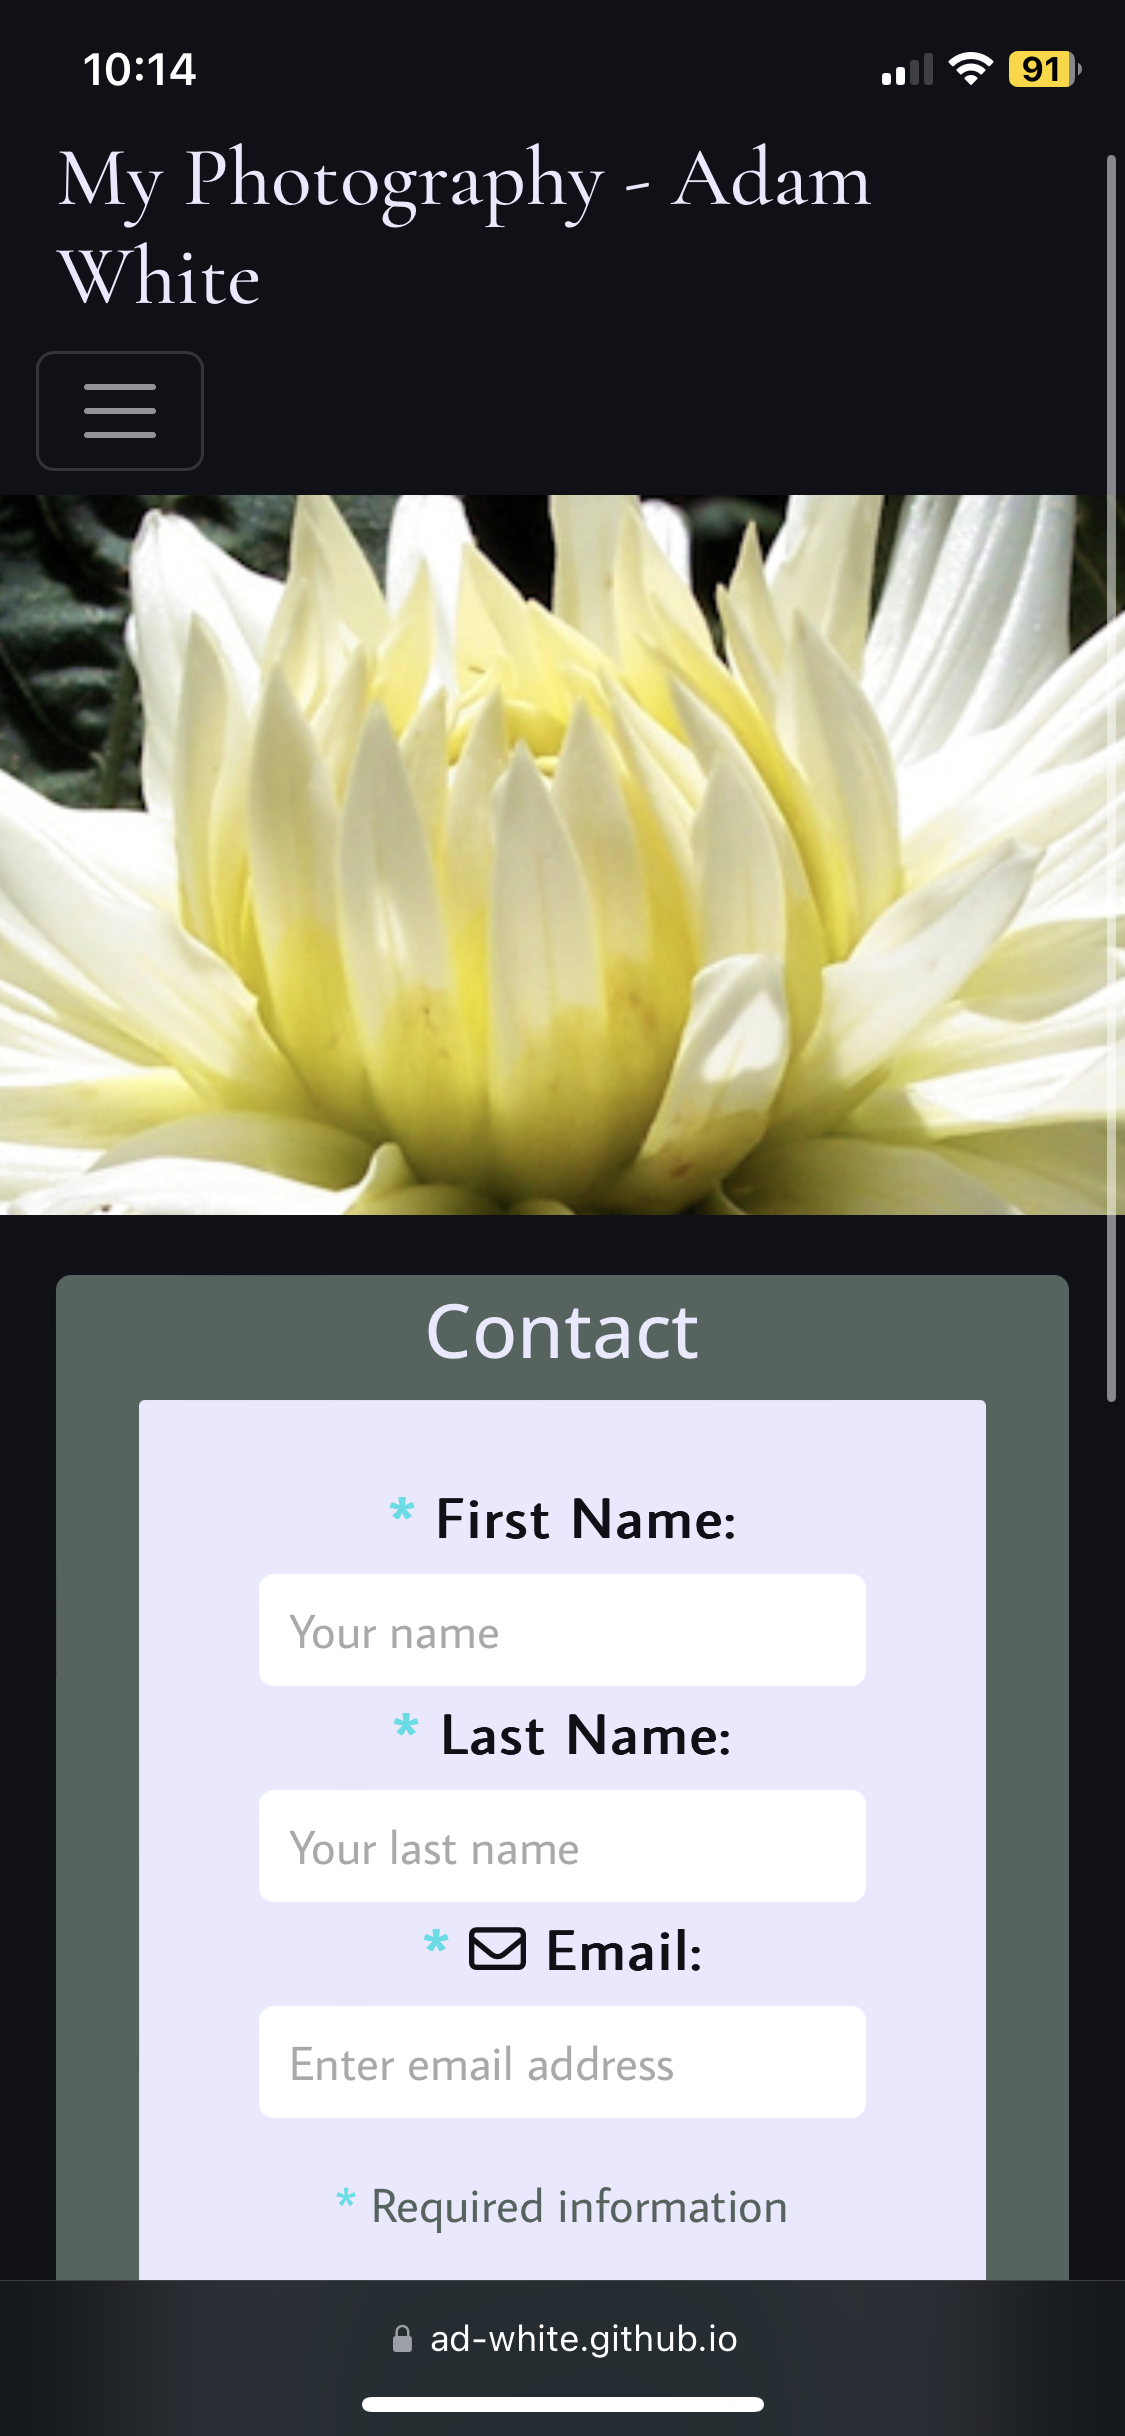 10:14
91
My Photography - Adam
White
Contact
* First Name:
Your name
* Last Name:
Your last name
* Email:
Enter email address
* Required information
ad-white.github.io